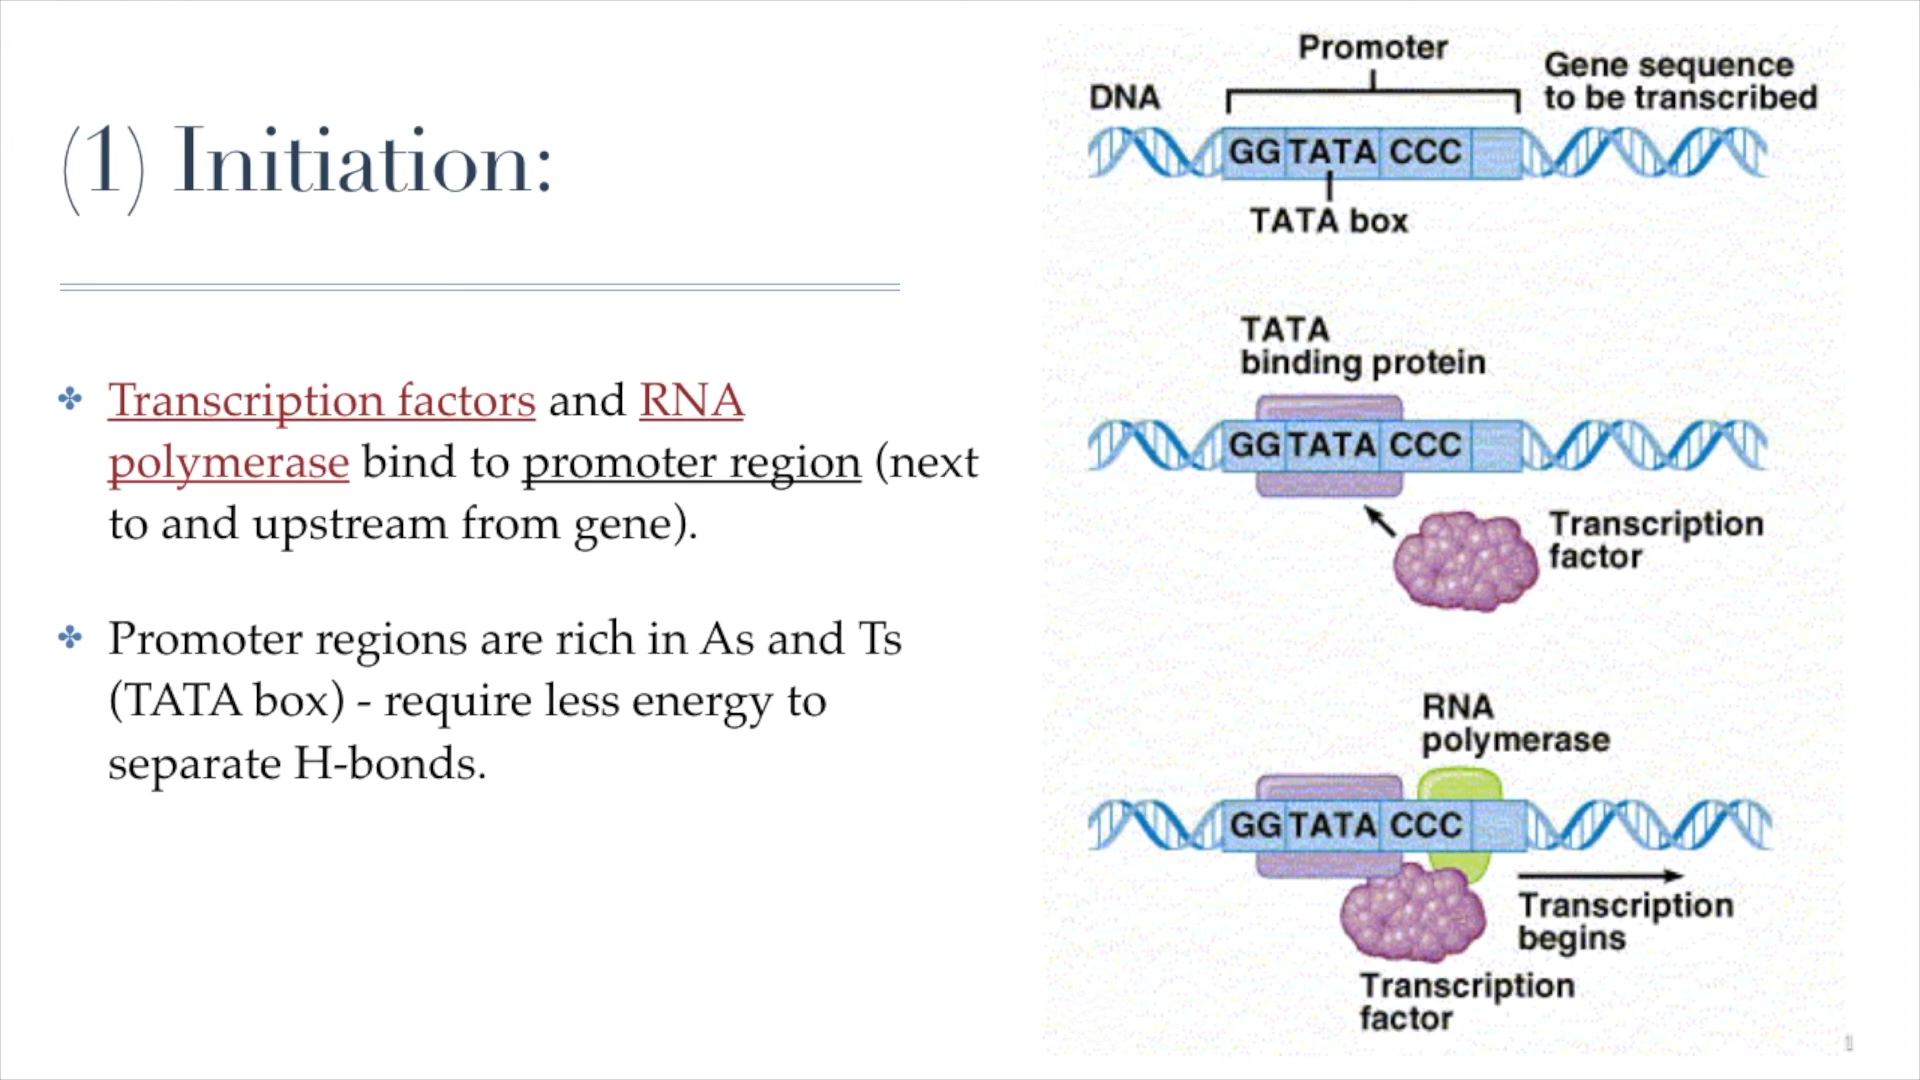 (1) Initiation:
Transcription factors and RNA
polymerase bind to promoter region (next
to and upstream from gene).
Promoter regions are rich in As and Ts
(TATA box) - require less energy to
separate H-bonds.
Promoter
DNA
Gene sequence
to be transcribed
GG TATA CCC
TATA box
TATA
binding protein
GG TATA CCC
Transcription
factor
RNA
polymerase
GG TATA CCC
Transcription
begins
Transcription
factor